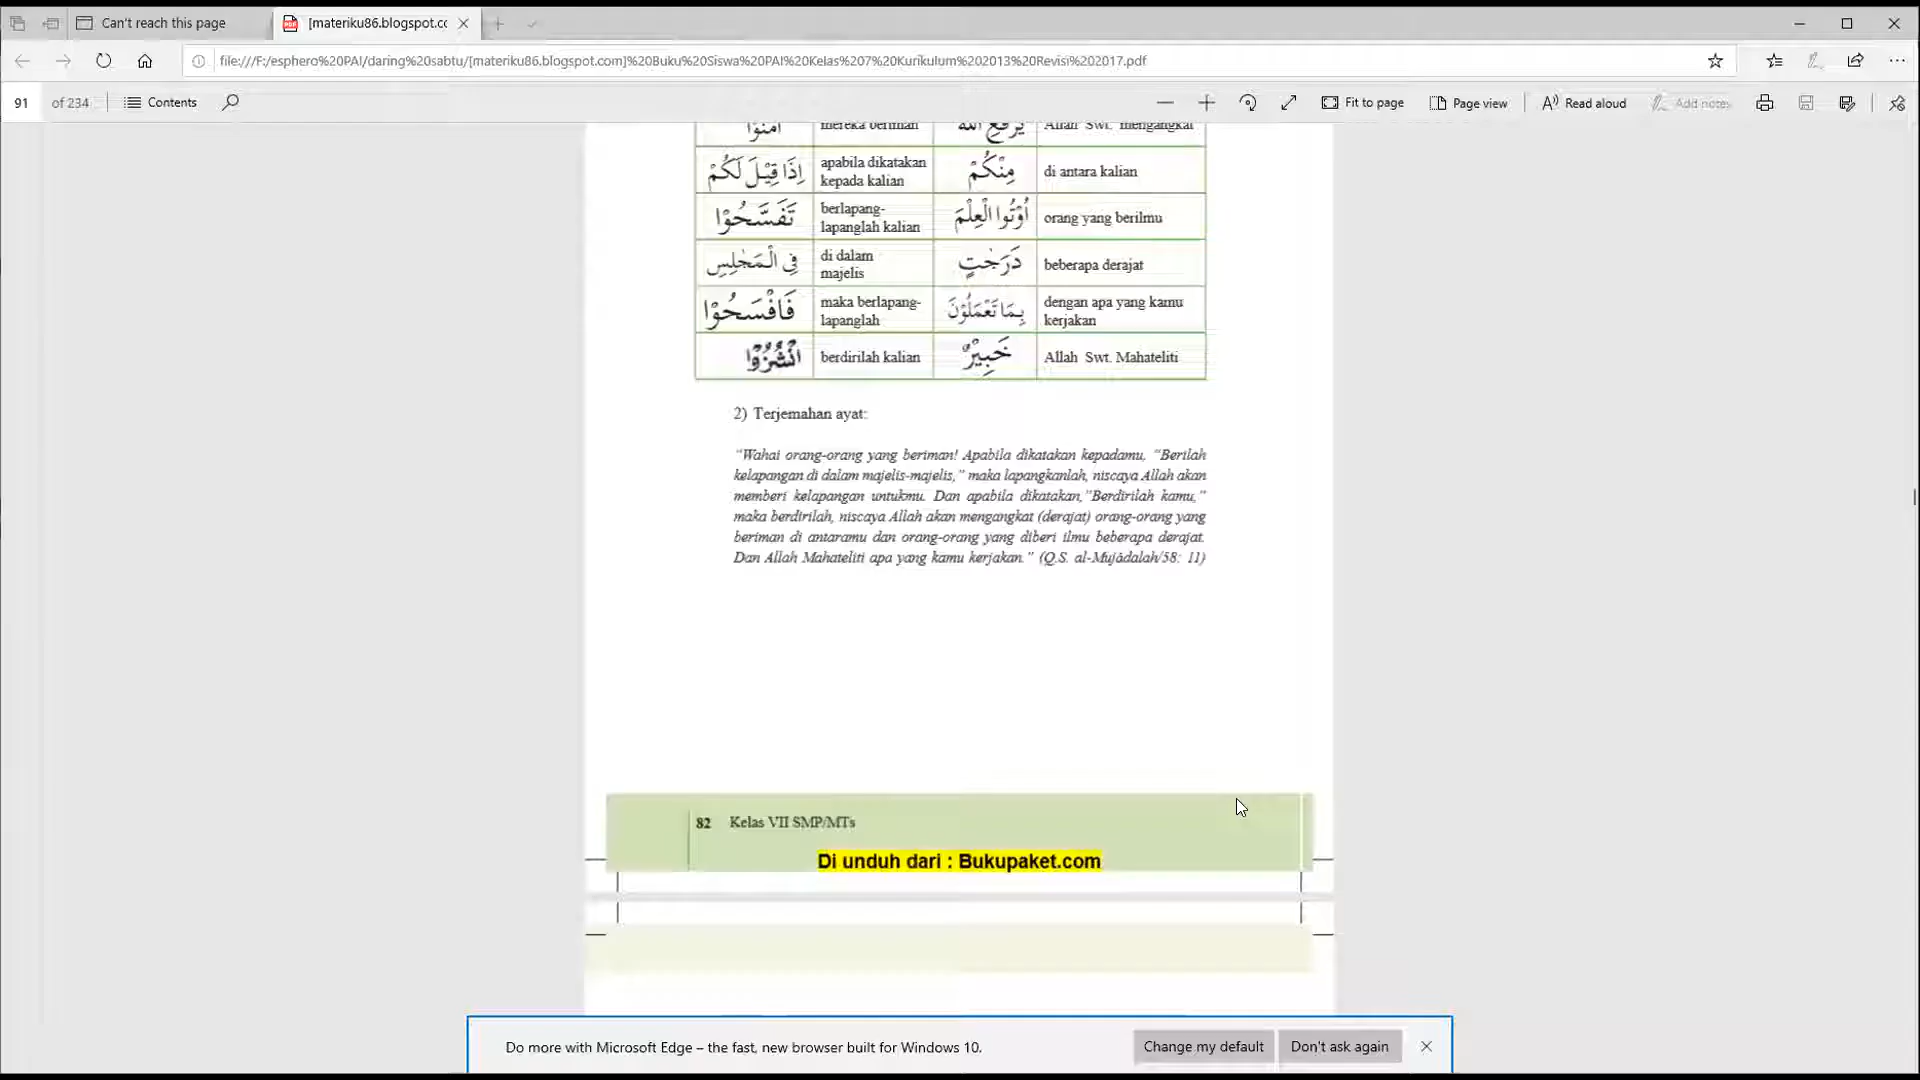 Can't reach this page
[materiku86.blogspot.cc
file:///F:/esphero%20PAI/daring%20sabtu/[materiku86.blogspot.com]%20Buku%20Siswa%20PAI%20Kelas%207%20Kurikulum%202013%20Revisi%202017.pdf
91 of 234 Contents Fit to page Page view Read aloud Add notes
اٰمَنُوْا mereka beriman يَرْفَعِ اللّٰهُ Allah Swt. mengangkat
اِذَا قِيْلَ لَكُمْ apabila dikatakan kepada kalian مِنْكُمْ di antara kalian
تَفَسَّحُوْا berlapang-lapanglah kalian اُوْتُوا الْعِلْمَ orang yang berilmu
فِى الْمَجٰلِسِ di dalam majelis دَرَجٰتٍ beberapa derajat
فَافْسَحُوْا maka berlapang-lapanglah بِمَا تَعْمَلُوْنَ dengan apa yang kamu kerjakan
انْشُزُوْا berdirilah kalian خَبِيْرٌ Allah Swt. Mahateliti
2) Terjemahan ayat:
“Wahai orang-orang yang beriman! Apabila dikatakan kepadamu, “Berilah
kelapangan di dalam majelis-majelis,” maka lapangkanlah, niscaya Allah akan
memberi kelapangan untukmu. Dan apabila dikatakan,”Berdirilah kamu,”
maka berdirilah, niscaya Allah akan mengangkat (derajat) orang-orang yang
beriman di antaramu dan orang-orang yang diberi ilmu beberapa derajat.
Dan Allah Mahateliti apa yang kamu kerjakan.” (Q.S. al-Mujādalah/58: 11)
82 Kelas VII SMP/MTs
Di unduh dari : Bukupaket.com
Do more with Microsoft Edge – the fast, new browser built for Windows 10.
Change my default
Don't ask again